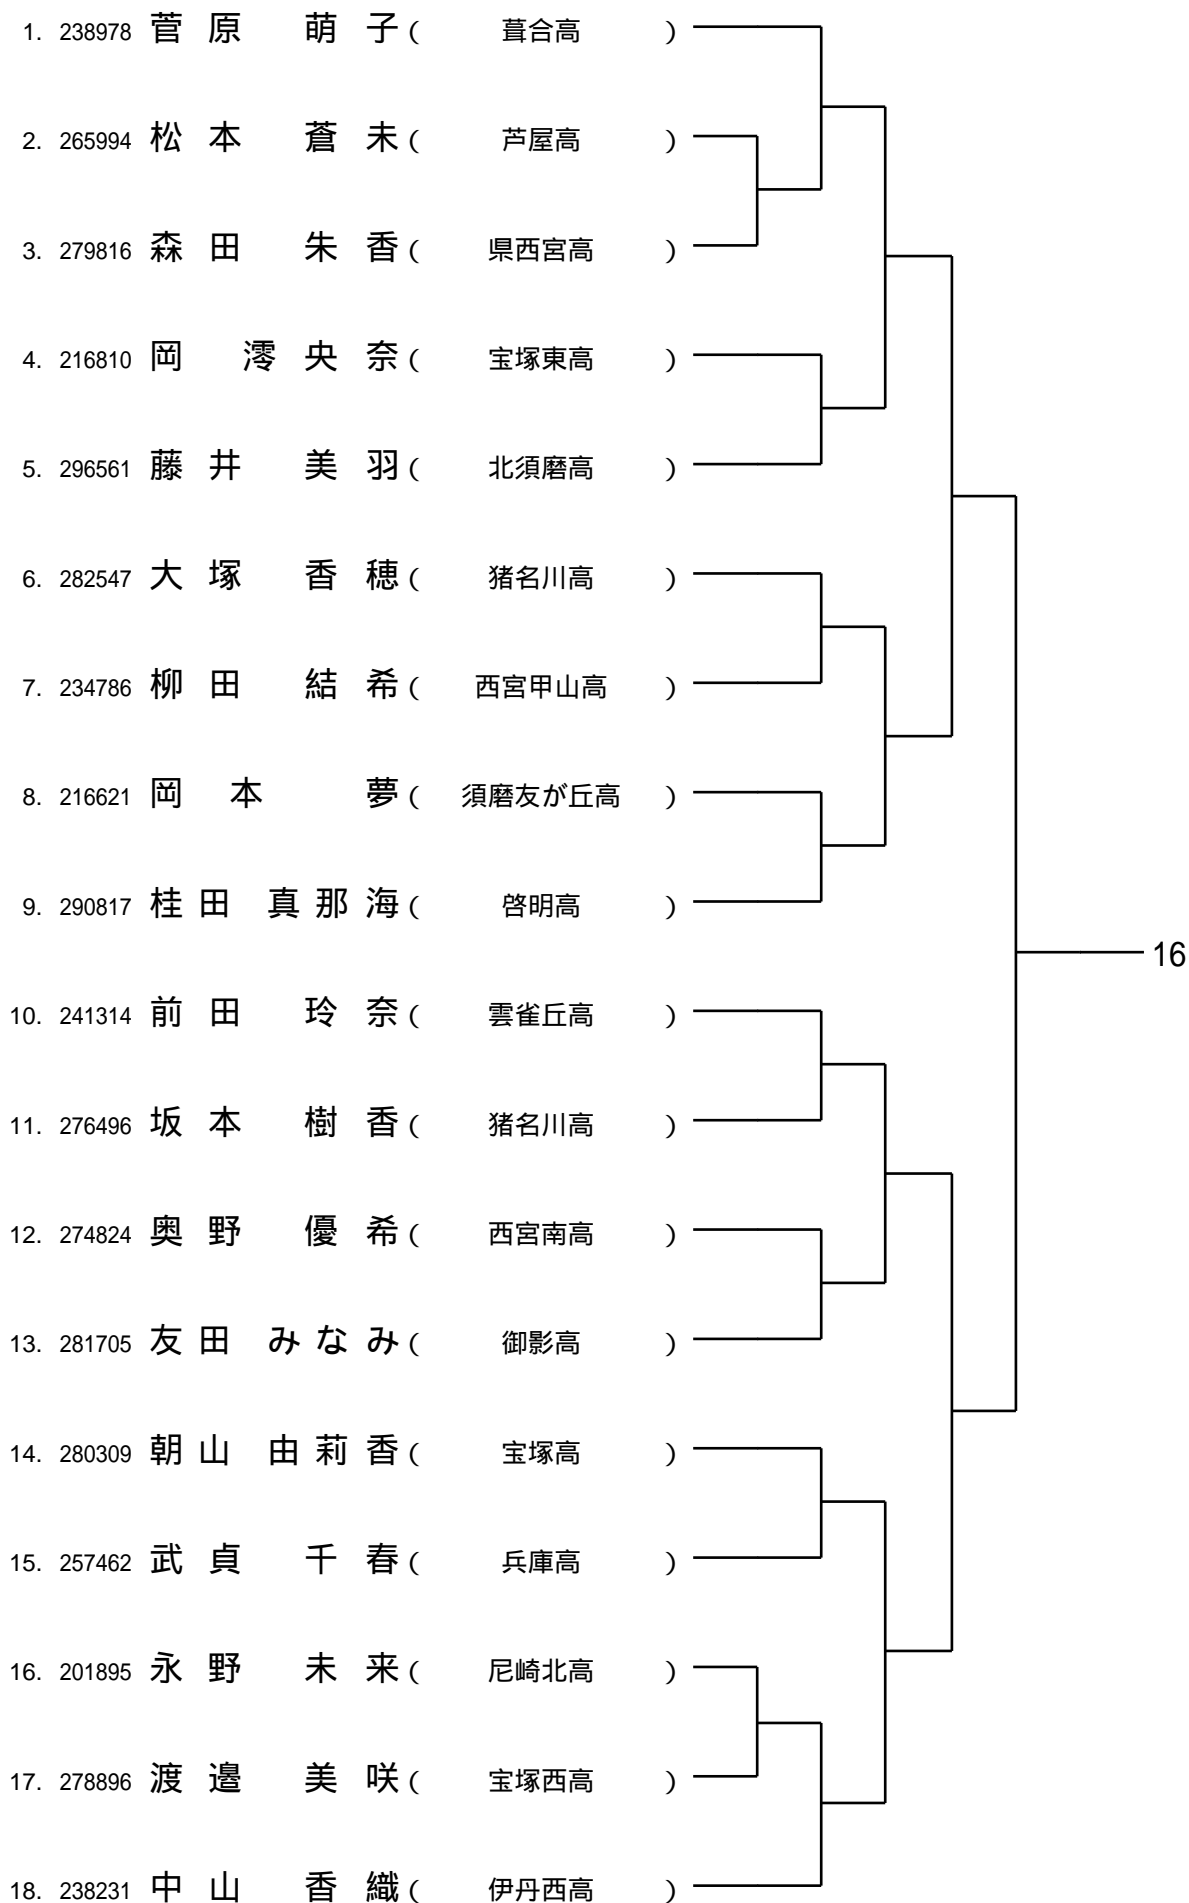 1. 238978 菅原 萌子 ( 葺合高 )
2. 265994 松本 蒼未 ( 芦屋高 )
3. 279816 森田 朱香 ( 県西宮高 )
4. 216810 岡 澪央奈 ( 宝塚東高 )
5. 296561 藤井 美羽 ( 北須磨高 )
6. 282547 大塚 香穂 ( 猪名川高 )
7. 234786 柳田 結希 ( 西宮甲山高 )
8. 216621 岡本 夢 ( 須磨友が丘高 )
9. 290817 桂田 真那海 ( 啓明高 )
16
10. 241314 前田 玲奈 ( 雲雀丘高 )
11. 276496 坂本 樹香 ( 猪名川高 )
12. 274824 奥野 優希 ( 西宮南高 )
13. 281705 友田 みなみ ( 御影高 )
14. 280309 朝山 由莉香 ( 宝塚高 )
15. 257462 武貞 千春 ( 兵庫高 )
16. 201895 永野 未来 ( 尼崎北高 )
17. 278896 渡邉 美咲 ( 宝塚西高 )
18. 238231 中山 香織 ( 伊丹西高 )